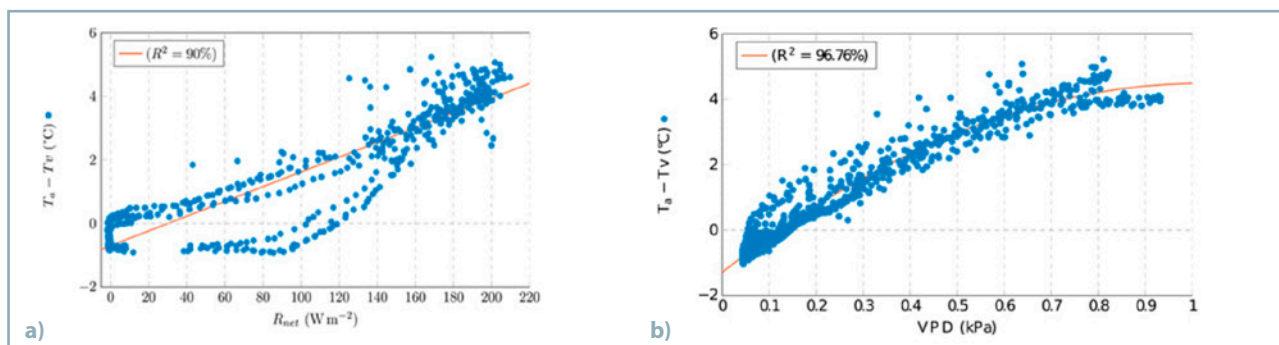 6
4
2
0
−2
(R² = 90%)
Tₐ − Tv (°C)
0 20 40 60 80 100 120 140 160 180 200 220
R_net (W m⁻²)
a)
6
4
2
0
−2
(R² = 96.76%)
Tₐ − Tv (°C)
0 0.1 0.2 0.3 0.4 0.5 0.6 0.7 0.8 0.9 1
VPD (kPa)
b)